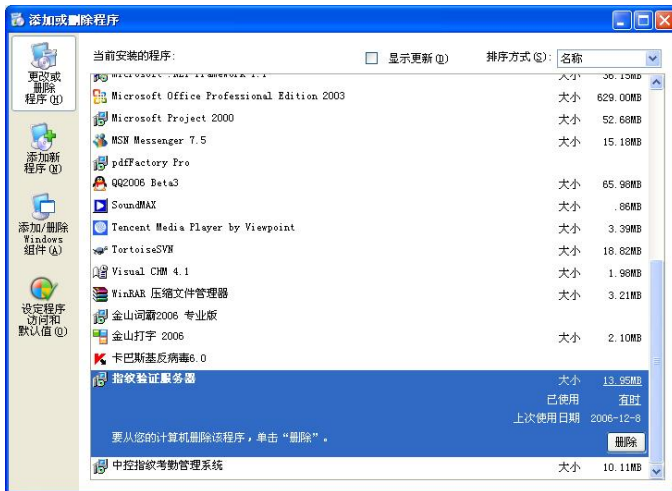 添加或删除程序
当前安装的程序:
显示更新(D)
排序方式(S): 名称
更改或删除程序(H)
添加新程序(N)
添加/删除 Windows 组件(A)
设定程序访问和默认值(O)
Microsoft .NET Framework 1.1 大小 36.15MB
Microsoft Office Professional Edition 2003 大小 629.00MB
Microsoft Project 2000 大小 52.68MB
MSN Messenger 7.5 大小 15.18MB
pdfFactory Pro
QQ2006 Beta3 大小 65.98MB
SoundMAX 大小 .86MB
Tencent Media Player by Viewpoint 大小 3.39MB
TortoiseSVN 大小 18.82MB
Visual CHM 4.1 大小 1.98MB
WinRAR 压缩文件管理器 大小 3.21MB
金山词霸2006 专业版
金山打字 2006 大小 2.10MB
卡巴斯基反病毒6.0
指纹验证服务器 大小 13.95MB
已使用 有时
上次使用日期 2006-12-8
要从您的计算机删除该程序，单击“删除”。 删除
中控指纹考勤管理系统 大小 10.11MB